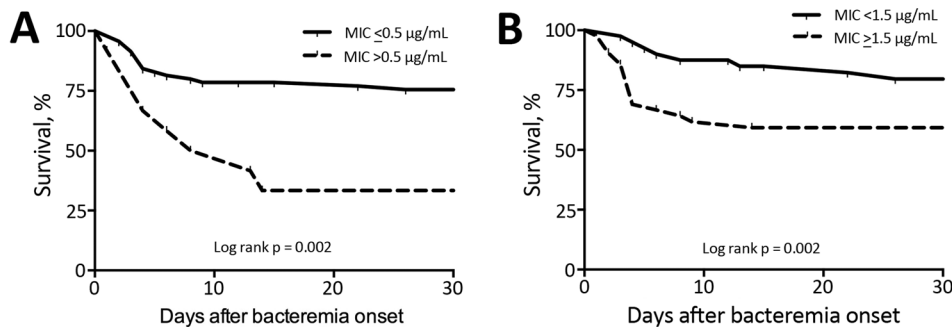 A
MIC ≤0.5 µg/mL
MIC >0.5 µg/mL
Survival, %
100
75
50
25
0
Log rank p = 0.002
0 10 20 30
Days after bacteremia onset
B
MIC <1.5 µg/mL
MIC ≥1.5 µg/mL
Survival, %
100
75
50
25
0
Log rank p = 0.002
0 10 20 30
Days after bacteremia onset